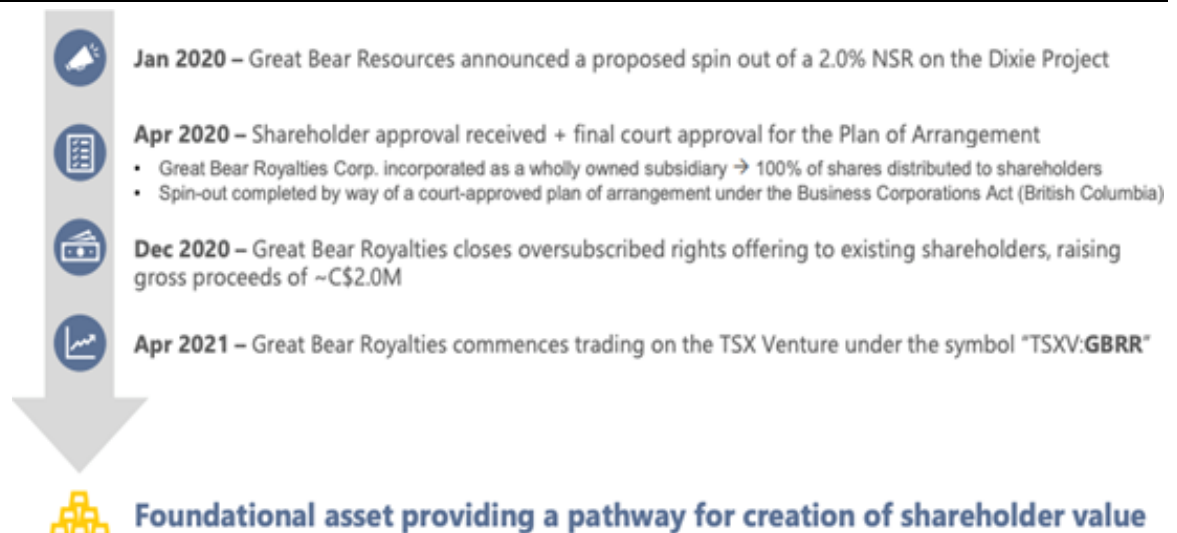 Jan 2020 – Great Bear Resources announced a proposed spin out of a 2.0% NSR on the Dixie Project
Apr 2020 – Shareholder approval received + final court approval for the Plan of Arrangement
• Great Bear Royalties Corp. incorporated as a wholly owned subsidiary → 100% of shares distributed to shareholders
• Spin-out completed by way of a court-approved plan of arrangement under the Business Corporations Act (British Columbia)
Dec 2020 – Great Bear Royalties closes oversubscribed rights offering to existing shareholders, raising
gross proceeds of ~C$2.0M
Apr 2021 – Great Bear Royalties commences trading on the TSX Venture under the symbol "TSXV:GBRR"
Foundational asset providing a pathway for creation of shareholder value